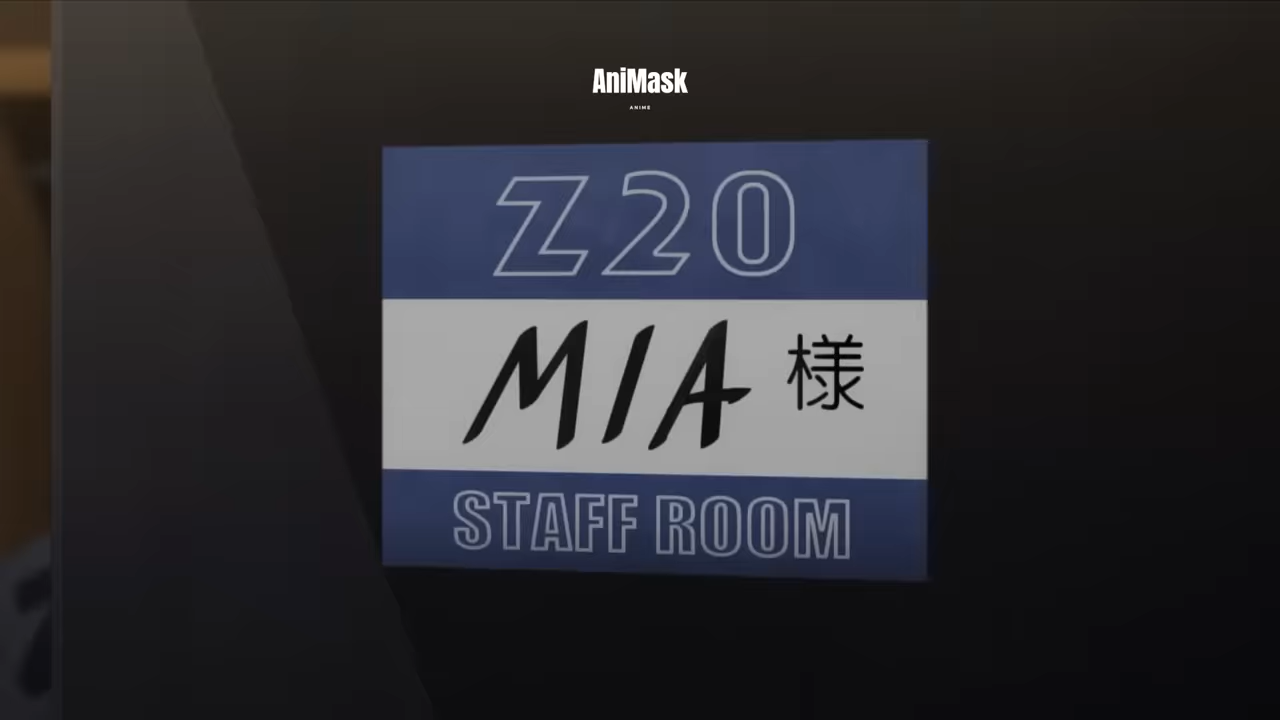 AniMask
ANIME
Z20
MIA 様
STAFF ROOM